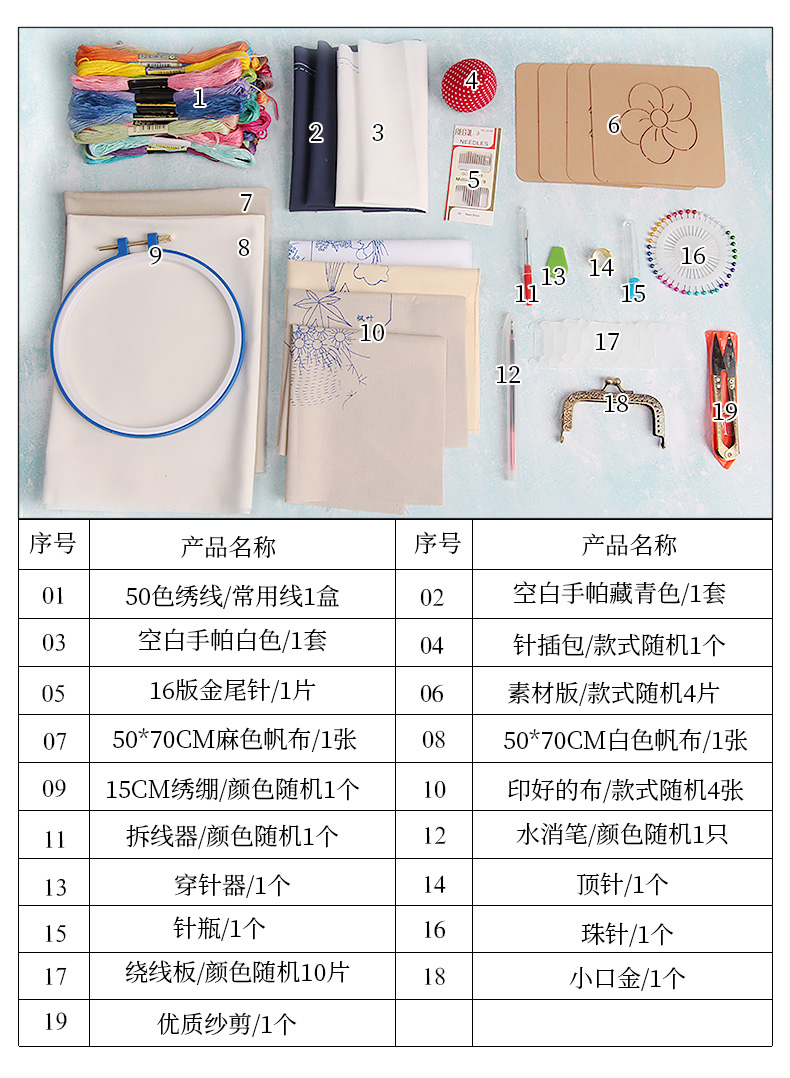 1
2
3
4
5
6
7
8
9
10
11
12
13
14
15
16
17
18
19
NEEDLES
枫叶
序号 产品名称 序号 产品名称
01 50色绣线/常用线1盒 02 空白手帕藏青色/1套
03 空白手帕白色/1套 04 针插包/款式随机1个
05 16版金尾针/1片 06 素材版/款式随机4片
07 50*70CM麻色帆布/1张 08 50*70CM白色帆布/1张
09 15CM绣绷/颜色随机1个 10 印好的布/款式随机4张
11 拆线器/颜色随机1个 12 水消笔/颜色随机1只
13 穿针器/1个 14 顶针/1个
15 针瓶/1个 16 珠针/1个
17 绕线板/颜色随机10片 18 小口金/1个
19 优质纱剪/1个